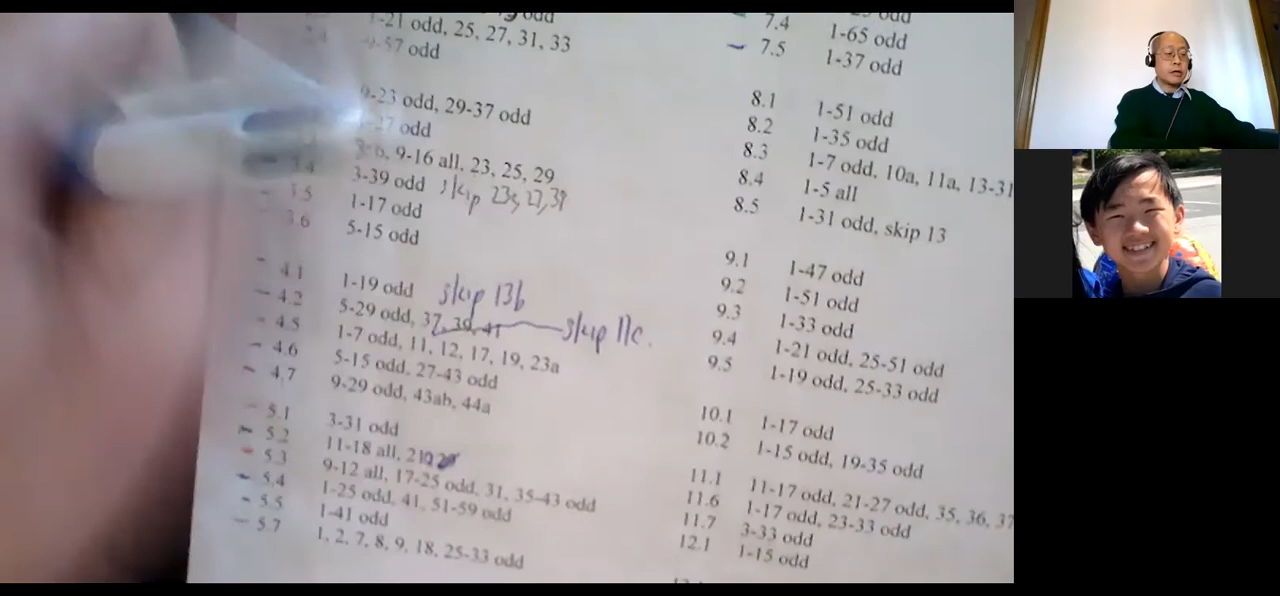 odd
1-21 odd, 25, 27, 31, 33
-57 odd
9-23 odd, 29-37 odd
-27 odd
9-16 all, 23, 25, 29
3.4 3-39 odd skip
3.5 1-17 odd
3.6 5-15 odd
4.1 1-19 odd skip 13b
4.2 5-29 odd, 37, 39, 41 skip 11c.
4.5 1-7 odd, 11, 12, 17, 19, 23a
4.6 5-15 odd, 27-43 odd
4.7 9-29 odd, 43ab, 44a
5.1 3-31 odd
5.2 11-18 all,
5.3 9-12 all, 17-25 odd, 31, 35-43 odd
5.4 1-25 odd, 41, 51-59 odd
5.5 1-41 odd
5.7 1, 2, 7, 8, 9, 18, 25-33 odd
odd
7.4 1-65 odd
7.5 1-37 odd
8.1 1-51 odd
8.2 1-35 odd
8.3 1-7 odd, 10a, 11a, 13-31
8.4 1-5 all
8.5 1-31 odd, skip 13
9.1 1-47 odd
9.2 1-51 odd
9.3 1-33 odd
9.4 1-21 odd, 25-51 odd
9.5 1-19 odd, 25-33 odd
10.1 1-17 odd
10.2 1-15 odd, 19-35 odd
11.1 11-17 odd, 21-27 odd, 35, 36, 37
11.6 1-17 odd, 23-33 odd
11.7 3-33 odd
12.1 1-15 odd